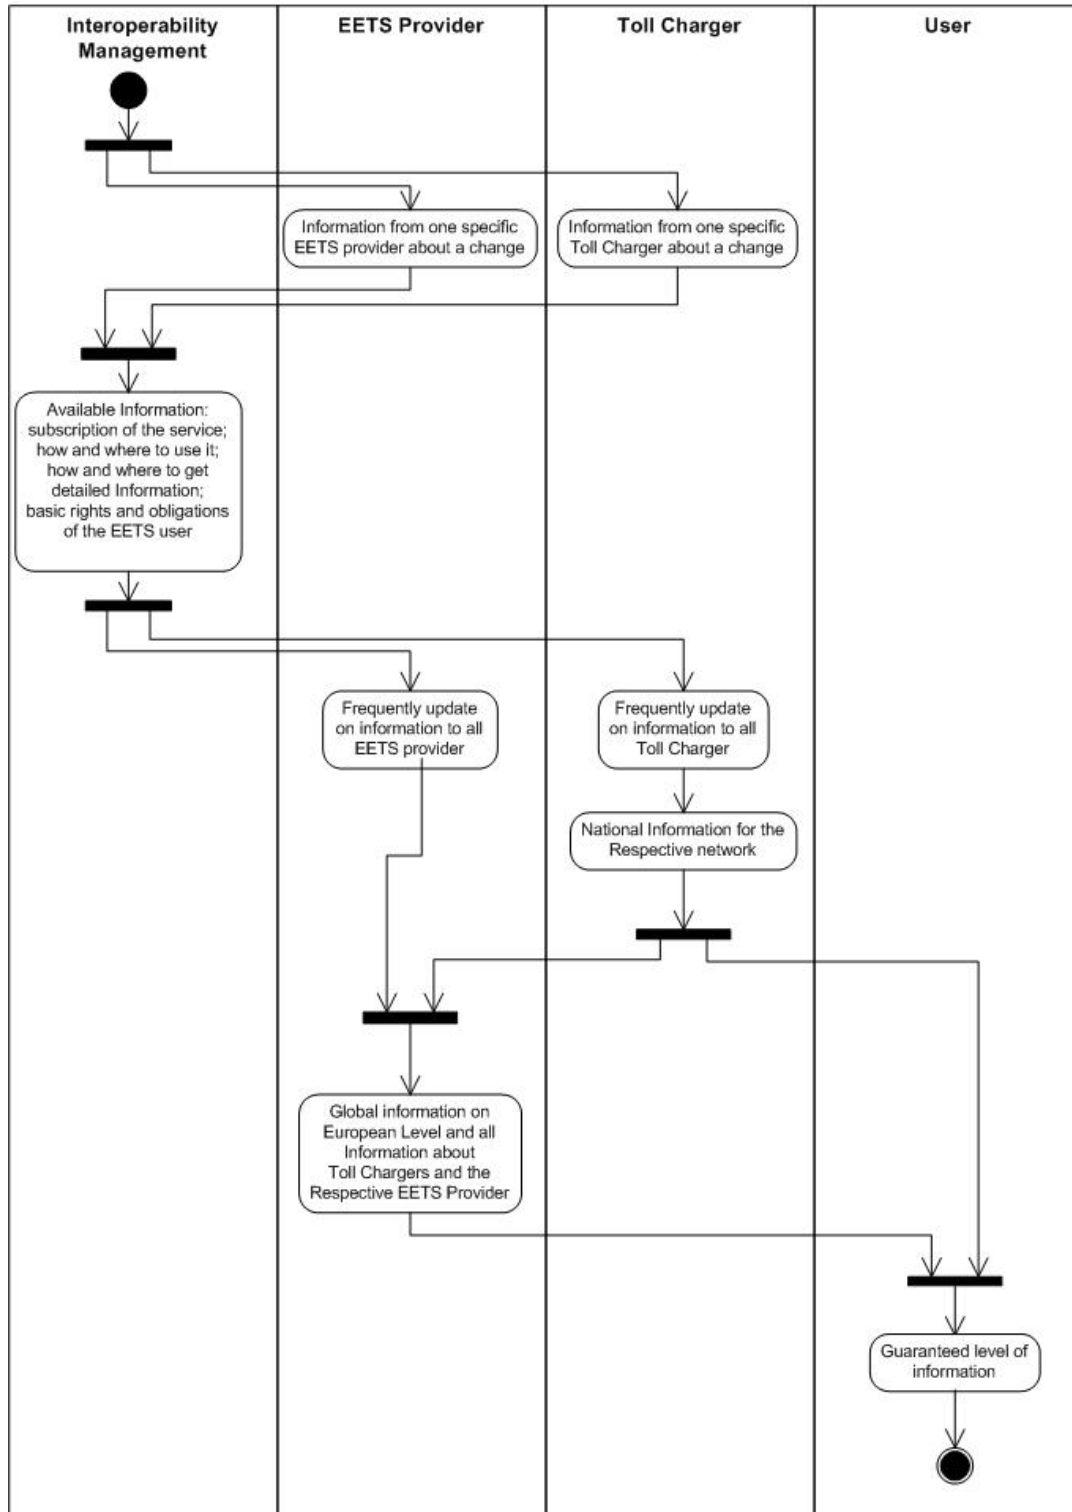 Interoperability
Management
EETS Provider
Toll Charger
User
Information from one specific
EETS provider about a change
Information from one specific
Toll Charger about a change
Available Information:
subscription of the service;
how and where to use it;
how and where to get
detailed Information;
basic rights and obligations
of the EETS user
Frequently update
on information to all
EETS provider
Frequently update
on information to all
Toll Charger
National Information for the
Respective network
Global information on
European Level and all
Information about
Toll Chargers and the
Respective EETS Provider
Guaranteed level of
information